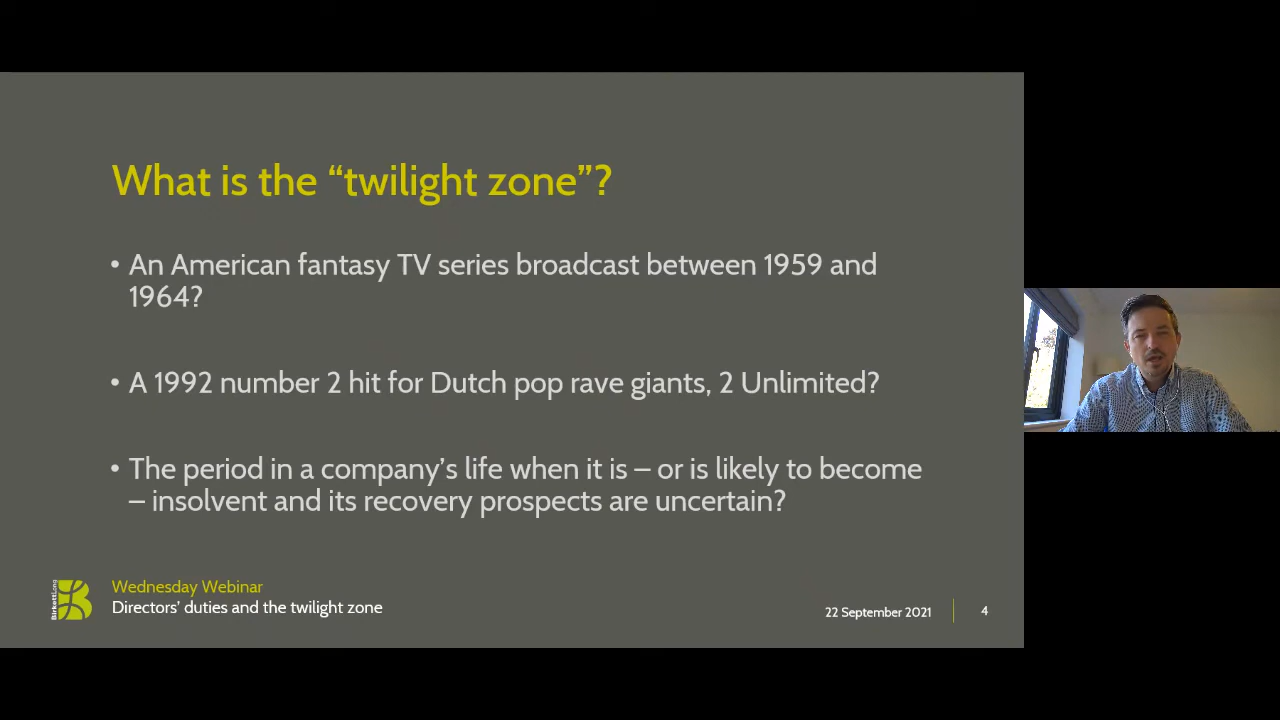 What is the “twilight zone”?
• An American fantasy TV series broadcast between 1959 and
1964?
• A 1992 number 2 hit for Dutch pop rave giants, 2 Unlimited?
• The period in a company’s life when it is – or is likely to become
– insolvent and its recovery prospects are uncertain?
BirkettLong
Wednesday Webinar
Directors’ duties and the twilight zone
22 September 2021
4